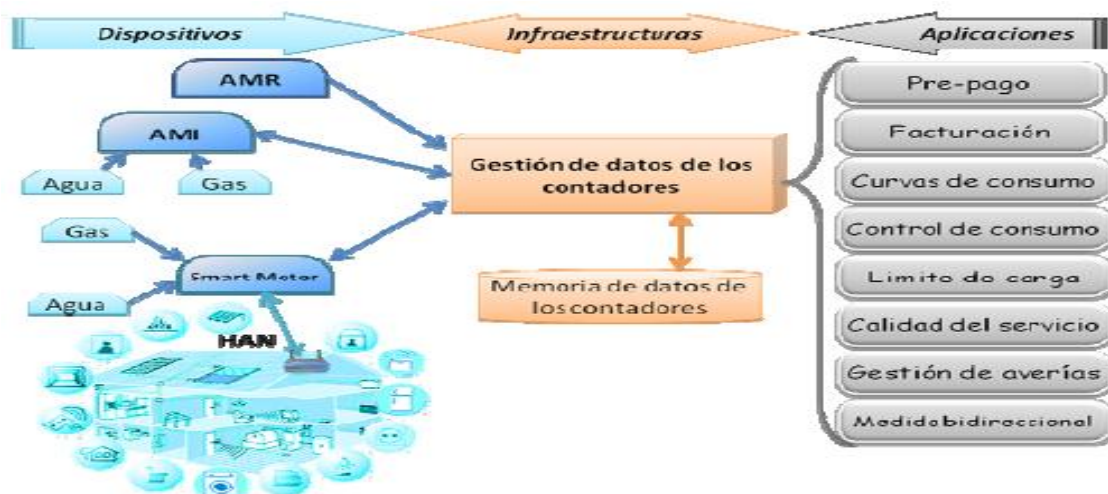 Dispositivos
Infraestructuras
Aplicaciones
AMR
AMI
Agua
Gas
Gas
Smart Meter
Agua
HAN
Gestión de datos de los
contadores
Memoria de datos de
los contadores
Pre-pago
Facturación
Curvas de consumo
Control de consumo
Limite de carga
Calidad del servicio
Gestión de averías
Medida bidireccional